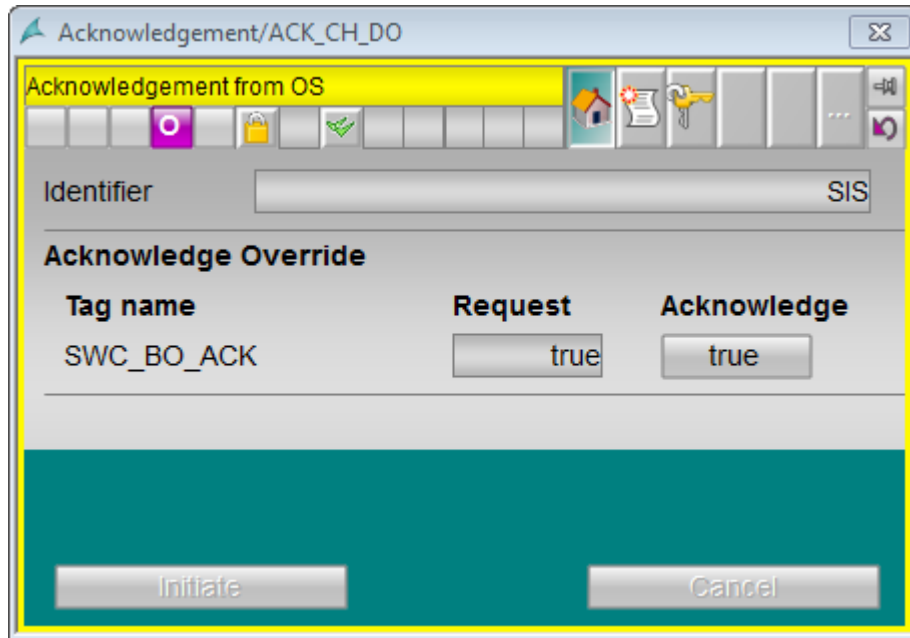 Acknowledgement/ACK_CH_DO
Acknowledgement from OS
O
...
Identifier SIS
Acknowledge Override
Tag name Request Acknowledge
SWC_BO_ACK true true
Initiate Cancel